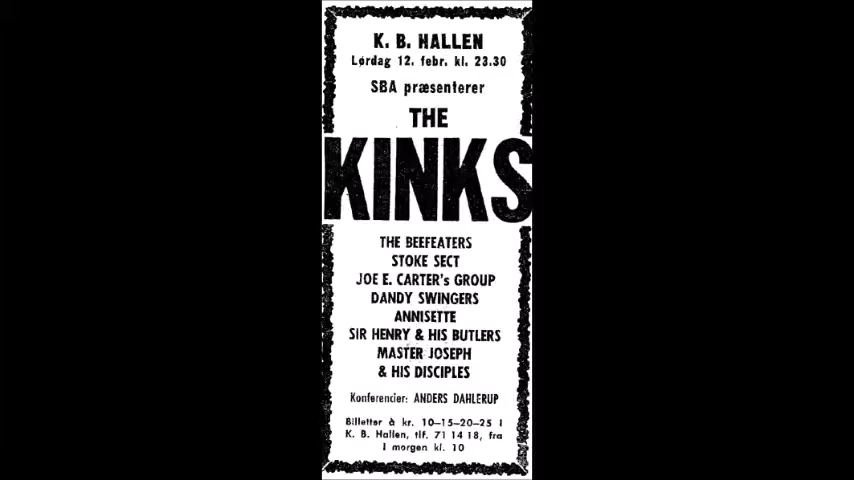 K. B. HALLEN
Lørdag 12. febr. kl. 23.30
SBA præsenterer
THE
KINKS
THE BEEFEATERS
STOKE SECT
JOE E. CARTER's GROUP
DANDY SWINGERS
ANNISETTE
SIR HENRY & HIS BUTLERS
MASTER JOSEPH
& HIS DISCIPLES
Konferencier: ANDERS DAHLERUP
Billetter à kr. 10—15—20—25 i
K. B. Hallen, tlf. 71 14 18, fra
i morgen kl. 10